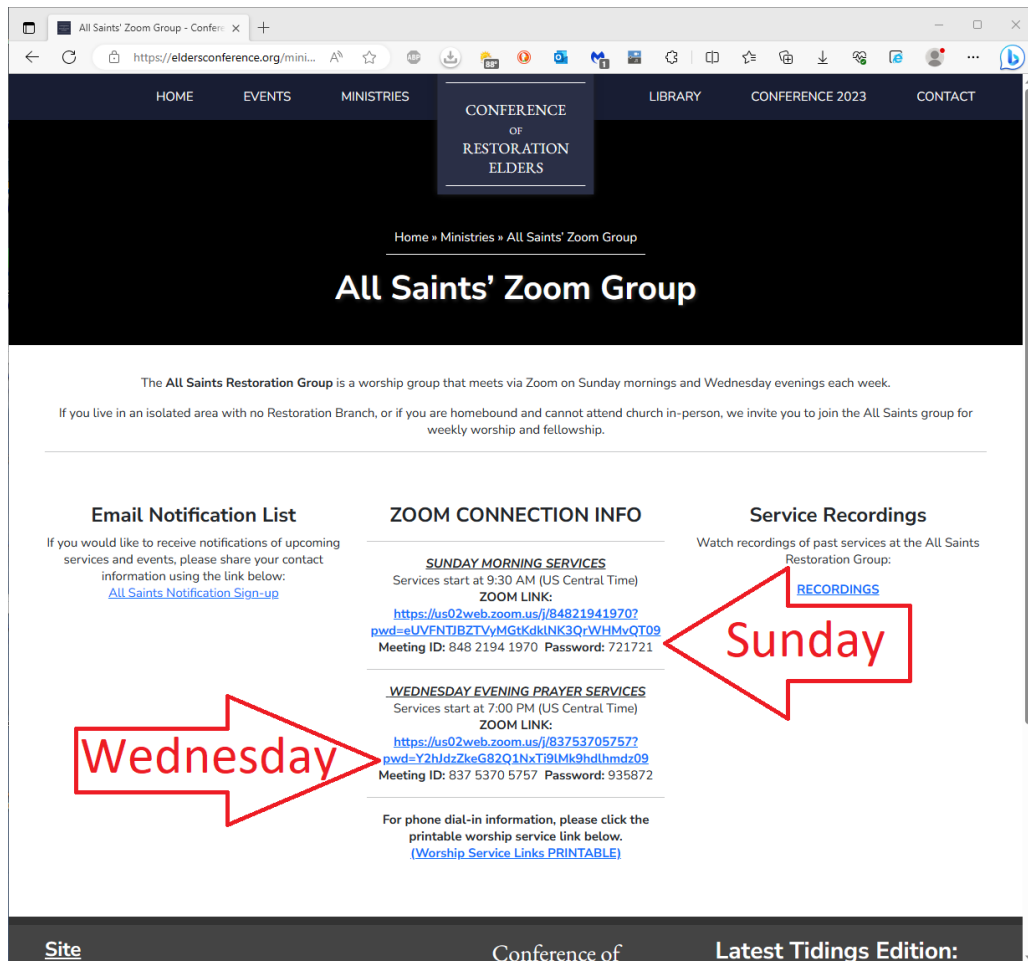 All Saints' Zoom Group - Confere
https://eldersconference.org/mini...
88°
1
HOME EVENTS MINISTRIES LIBRARY CONFERENCE 2023 CONTACT
CONFERENCE
OF
RESTORATION
ELDERS
Home » Ministries » All Saints' Zoom Group
All Saints' Zoom Group
The All Saints Restoration Group is a worship group that meets via Zoom on Sunday mornings and Wednesday evenings each week.
If you live in an isolated area with no Restoration Branch, or if you are homebound and cannot attend church in-person, we invite you to join the All Saints group for
weekly worship and fellowship.
Email Notification List
If you would like to receive notifications of upcoming
services and events, please share your contact
information using the link below:
All Saints Notification Sign-up
ZOOM CONNECTION INFO
SUNDAY MORNING SERVICES
Services start at 9:30 AM (US Central Time)
ZOOM LINK:
https://us02web.zoom.us/j/84821941970?
pwd=eUVFNTJBZTVyMGtKdklNK3QrWHMvQT09
Meeting ID: 848 2194 1970 Password: 721721
WEDNESDAY EVENING PRAYER SERVICES
Services start at 7:00 PM (US Central Time)
ZOOM LINK:
https://us02web.zoom.us/j/83753705757?
pwd=Y2hJdzZkeG82Q1NxTi9lMk9hdlhmdz09
Meeting ID: 837 5370 5757 Password: 935872
For phone dial-in information, please click the
printable worship service link below.
(Worship Service Links PRINTABLE)
Service Recordings
Watch recordings of past services at the All Saints
Restoration Group:
RECORDINGS
Sunday
Wednesday
Site
Conference of
Latest Tidings Edition: